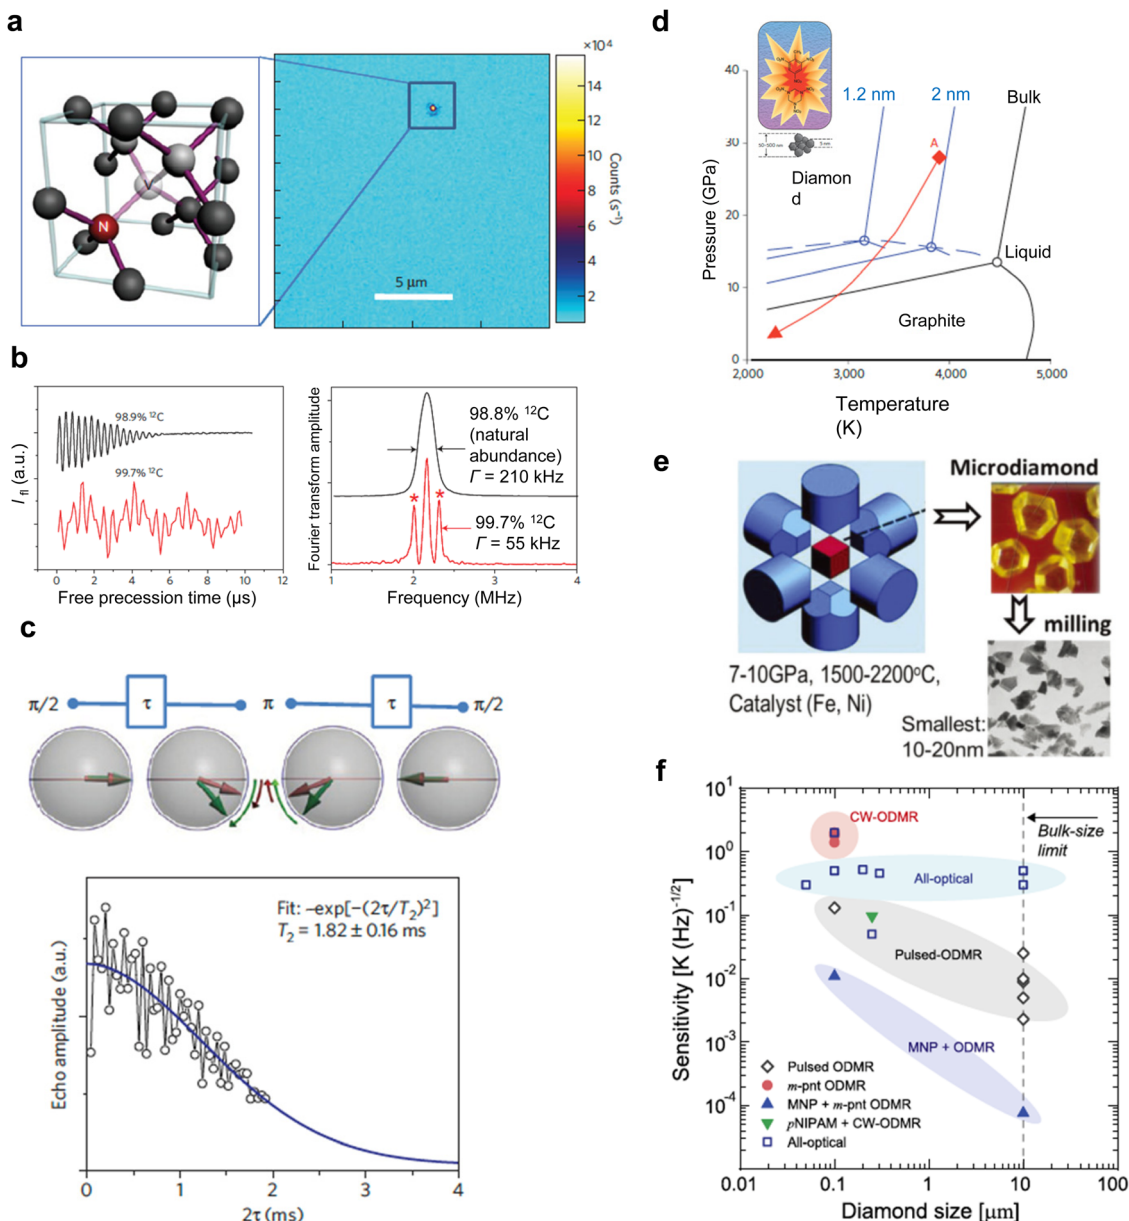 a
N
V
5 μm
×10⁴
14
12
10
8
6
4
2
Counts (s⁻¹)
b
I fl (a.u.)
98.9% ¹²C
99.7% ¹²C
0 2 4 6 8 10 12
Free precession time (μs)
Fourier transform amplitude
98.8% ¹²C
(natural
abundance)
Γ = 210 kHz
* *
99.7% ¹²C
Γ = 55 kHz
1 2 3 4
Frequency (MHz)
c
π/2 τ π τ π/2
Echo amplitude (a.u.)
Fit: –exp[–(2τ/T₂)²]
T₂ = 1.82 ± 0.16 ms
0 1 2 3 4
2τ (ms)
d
5 nm
Pressure (GPa)
40
30
20
10
0
1.2 nm 2 nm Bulk
A
Diamon
d
Liquid
Graphite
2,000 3,000 4,000 5,000
Temperature
(K)
e
Microdiamond
milling
7-10GPa, 1500-2200ºC,
Catalyst (Fe, Ni)
Smallest:
10-20nm
f
Sensitivity [K (Hz)⁻¹ᐟ²]
10¹
10⁰
10⁻¹
10⁻²
10⁻³
10⁻⁴
CW-ODMR
Bulk-size
limit
All-optical
Pulsed-ODMR
MNP + ODMR
Pulsed ODMR
m-pnt ODMR
MNP + m-pnt ODMR
pNIPAM + CW-ODMR
All-optical
0.01 0.1 1 10 100
Diamond size [μm]